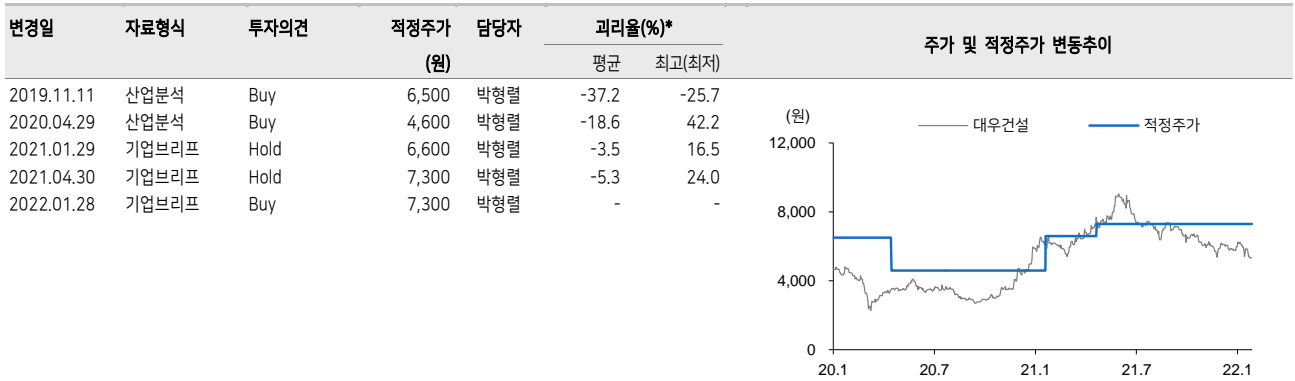 변경일 자료형식 투자의견 적정주가 담당자 괴리율(%)* 주가 및 적정주가 변동추이
(원) 평균 최고(최저)
2019.11.11 산업분석 Buy 6,500 박형렬 -37.2 -25.7
2020.04.29 산업분석 Buy 4,600 박형렬 -18.6 42.2
2021.01.29 기업브리프 Hold 6,600 박형렬 -3.5 16.5
2021.04.30 기업브리프 Hold 7,300 박형렬 -5.3 24.0
2022.01.28 기업브리프 Buy 7,300 박형렬 - -
(원) 대우건설 적정주가
12,000
8,000
4,000
0
20.1 20.7 21.1 21.7 22.1